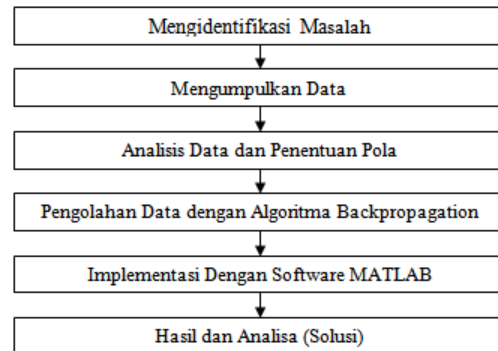 Mengidentifikasi Masalah
Mengumpulkan Data
Analisis Data dan Penentuan Pola
Pengolahan Data dengan Algoritma Backpropagation
Implementasi Dengan Software MATLAB
Hasil dan Analisa (Solusi)